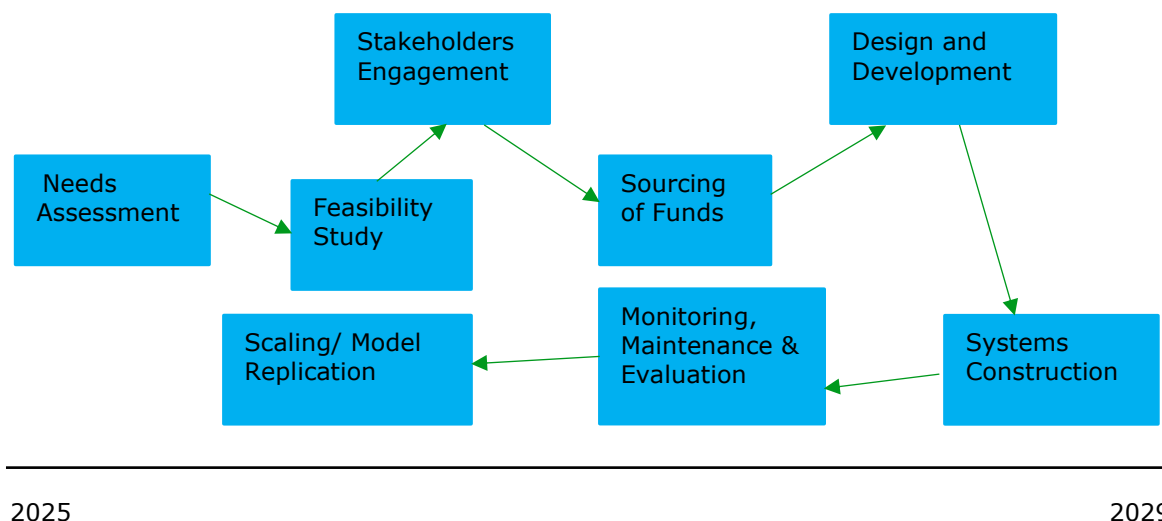 Needs
Assessment
Feasibility
Study
Stakeholders
Engagement
Sourcing
of Funds
Design and
Development
Systems
Construction
Monitoring,
Maintenance &
Evaluation
Scaling/ Model
Replication
2025
2029